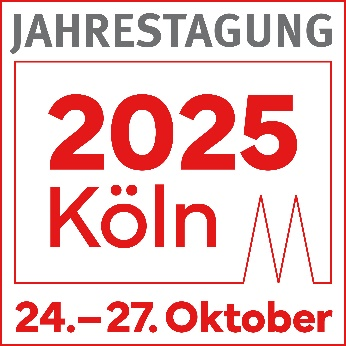 JAHRESTAGUNG
2025
Köln
24.–27. Oktober